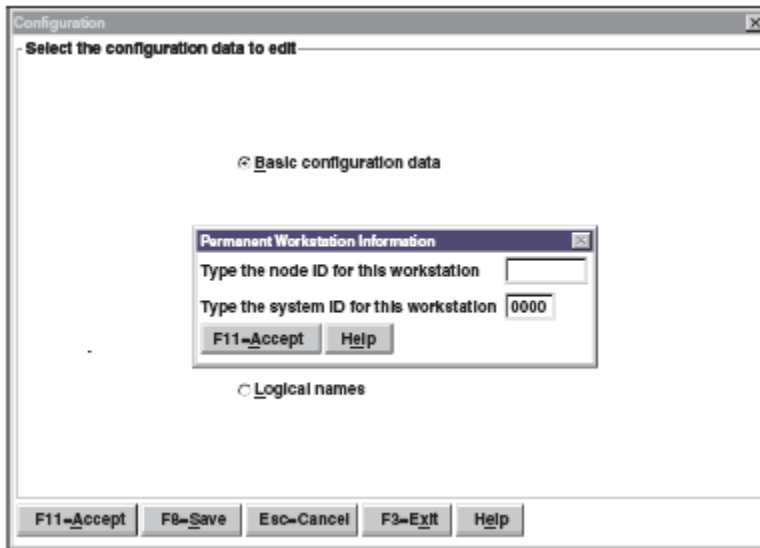 Configuration
Select the configuration data to edit
Basic configuration data
Permanent Workstation Information
Type the node ID for this workstation
Type the system ID for this workstation 0000
F11=Accept Help
Logical names
F11=Accept F8=Save Esc=Cancel F3=Exit Help